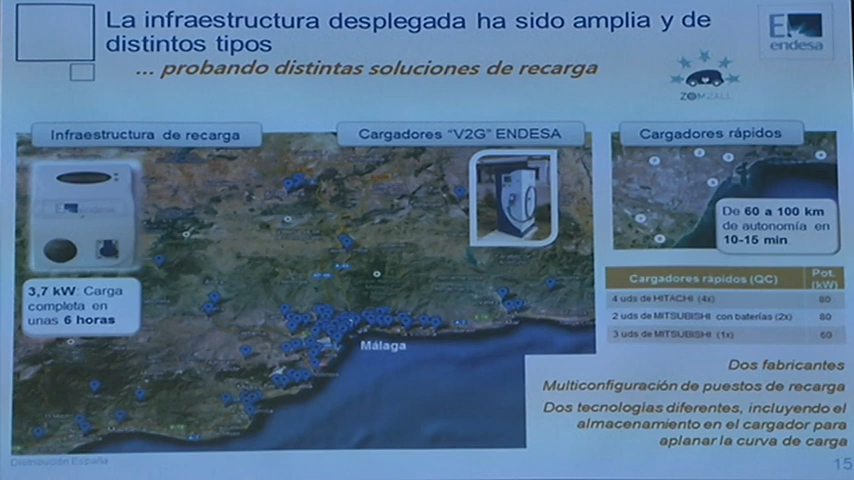 La infraestructura desplegada ha sido amplia y de
distintos tipos
... probando distintas soluciones de recarga
endesa
ZOMZALL
Infraestructura de recarga
Cargadores "V2G" ENDESA
Cargadores rápidos
3,7 kW: Carga
completa en
unas 6 horas
Málaga
De 60 a 100 km
de autonomía en
10-15 min
Cargadores rápidos (QC)
Pot.
(kW)
4 uds de HITACHI (4x)
80
2 uds de MITSUBISHI con baterías (2x)
80
3 uds de MITSUBISHI (1x)
60
Dos fabricantes
Multiconfiguración de puestos de recarga
Dos tecnologías diferentes, incluyendo el
almacenamiento en el cargador para
aplanar la curva de carga
Distribución España
15